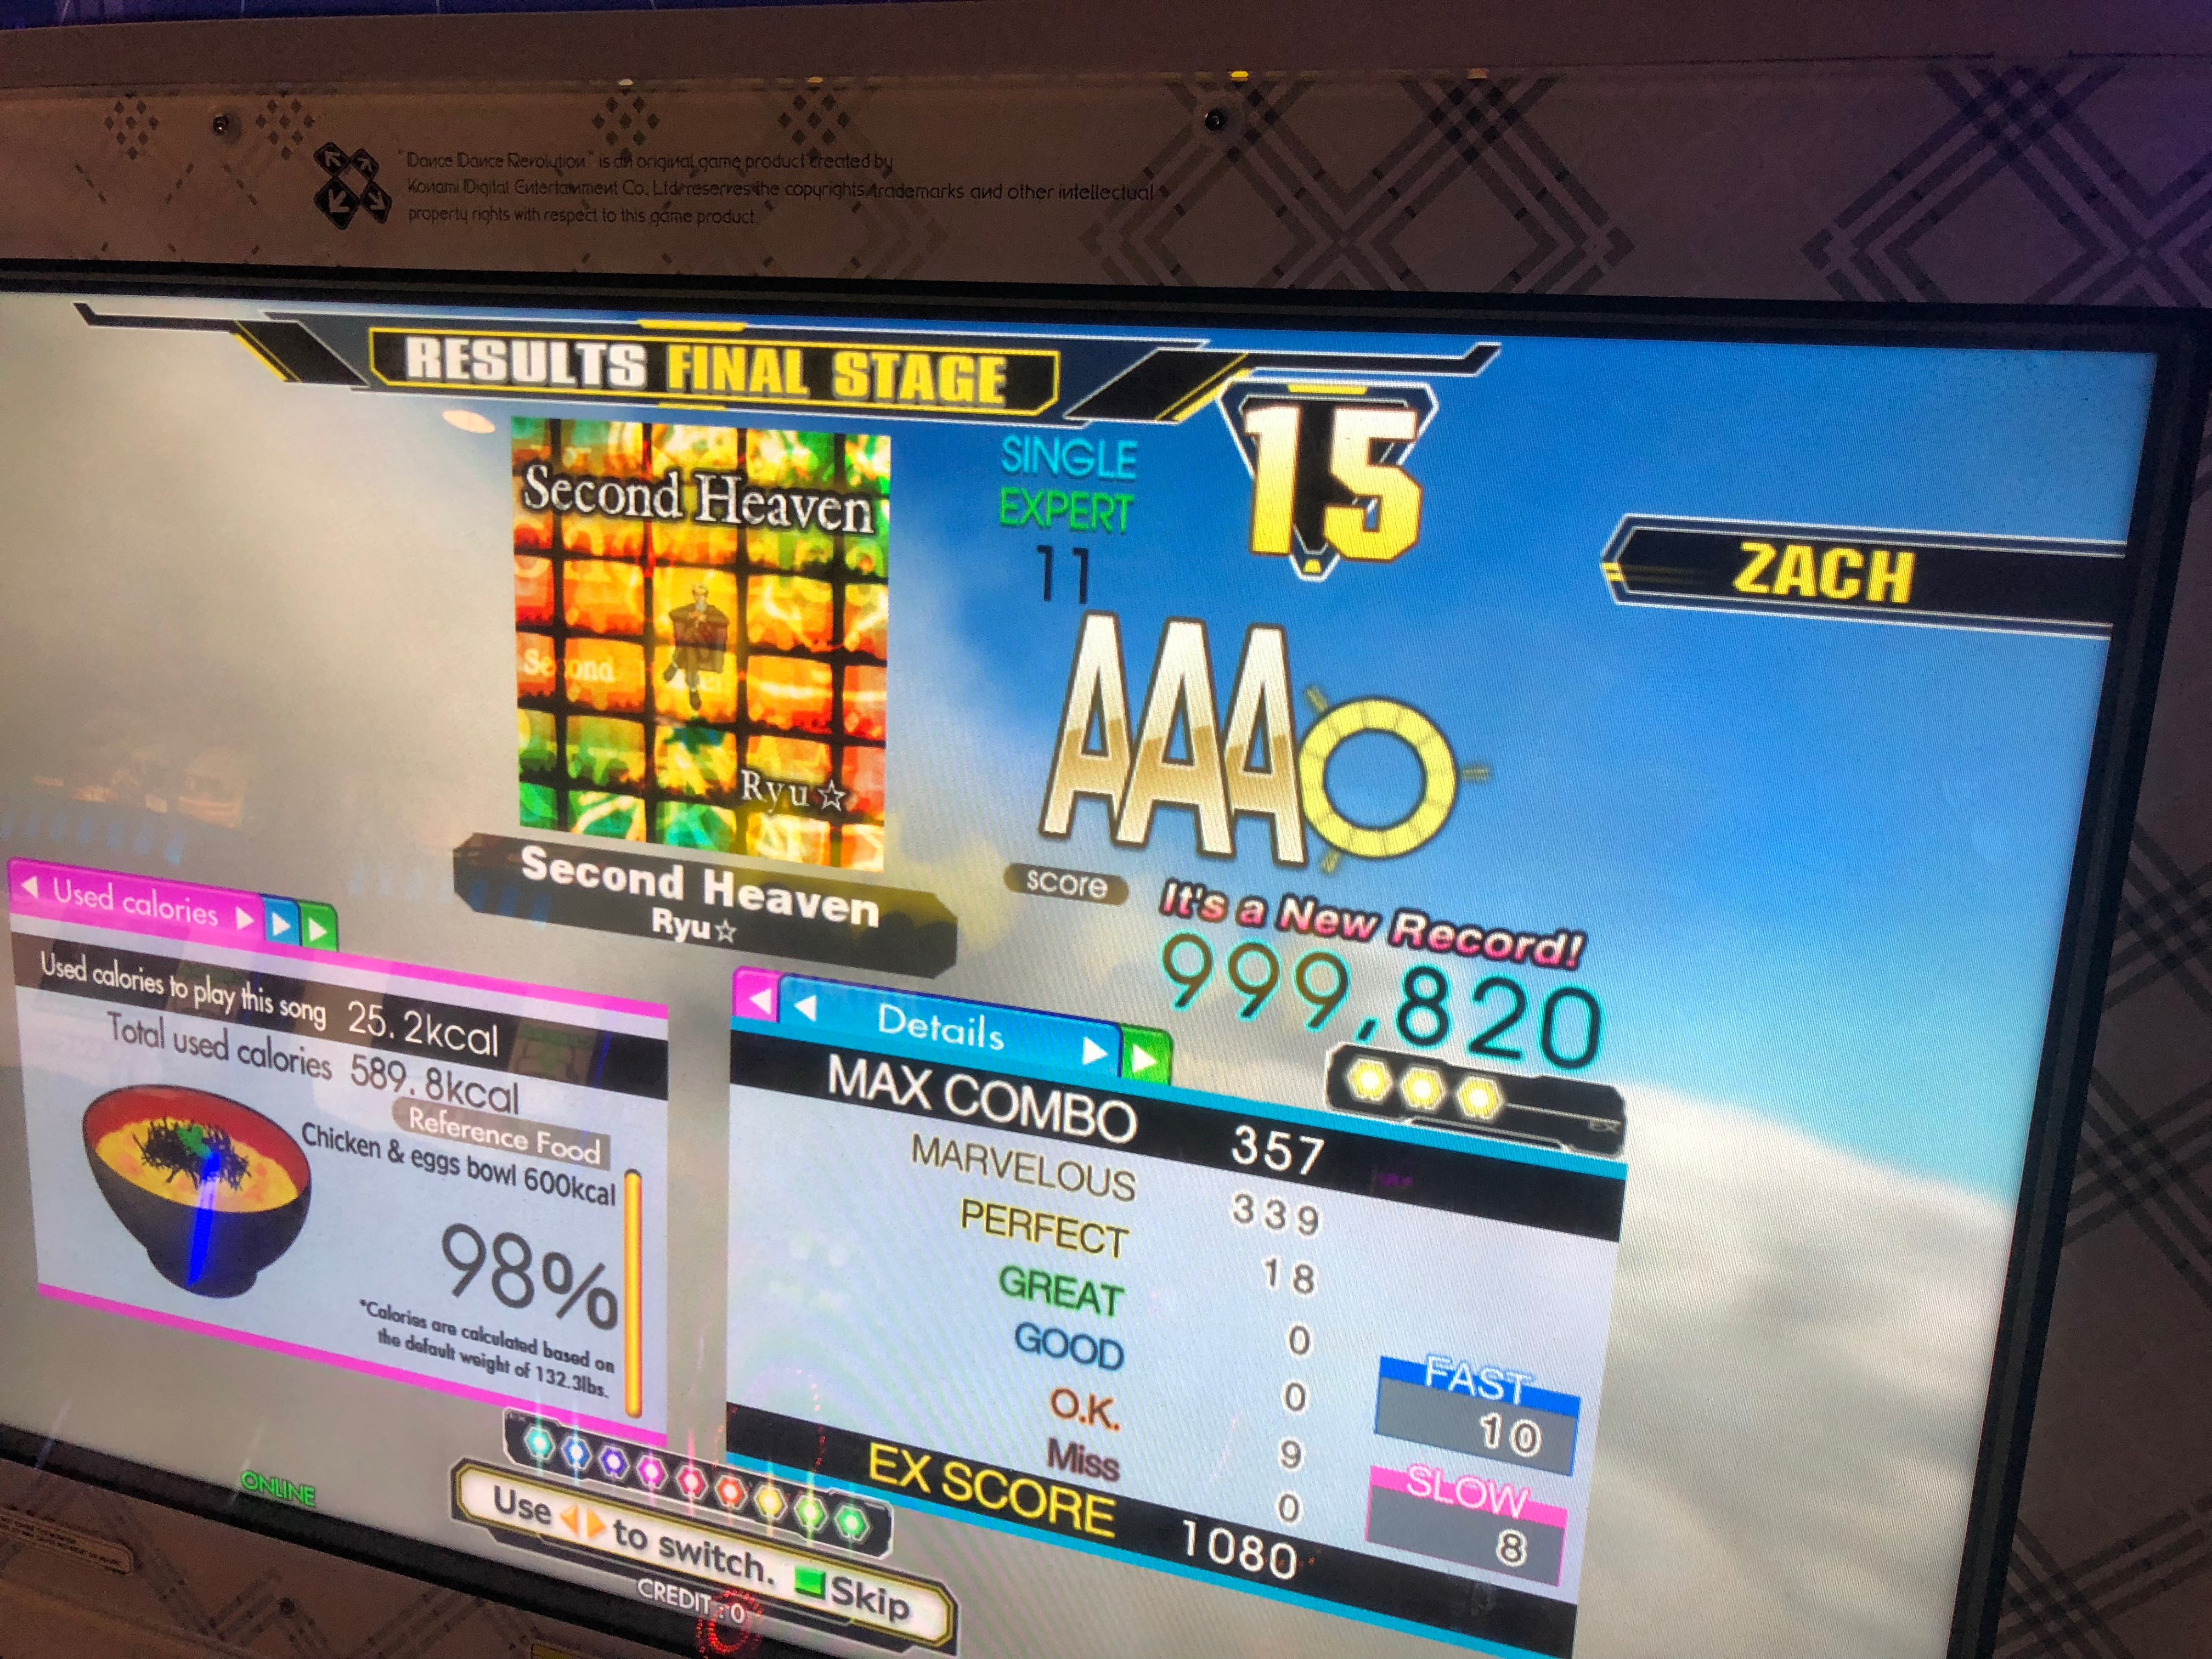 "Dance Dance Revolution" is an original game product created by
Konami Digital Entertainment Co., Ltd. reserves the copyrights, trademarks and other intellectual
property rights with respect to this game product.
RESULTS FINAL STAGE
15
SINGLE
EXPERT
11
ZACH
Second Heaven
Second
Ryu☆
AAA
Second Heaven
Ryu☆
score
It's a New Record!
999,820
EX
Used calories
Used calories to play this song 25.2kcal
Total used calories 589.8kcal
Reference Food
Chicken & eggs bowl 600kcal
98%
*Calories are calculated based on
the default weight of 132.3lbs.
Details
MAX COMBO 357
MARVELOUS 339
PERFECT 18
GREAT 0
GOOD 0
O.K. 9
Miss 0
EX SCORE 1080
FAST
10
SLOW
8
ONLINE
Use ◀▶ to switch. Skip
CREDIT : 0